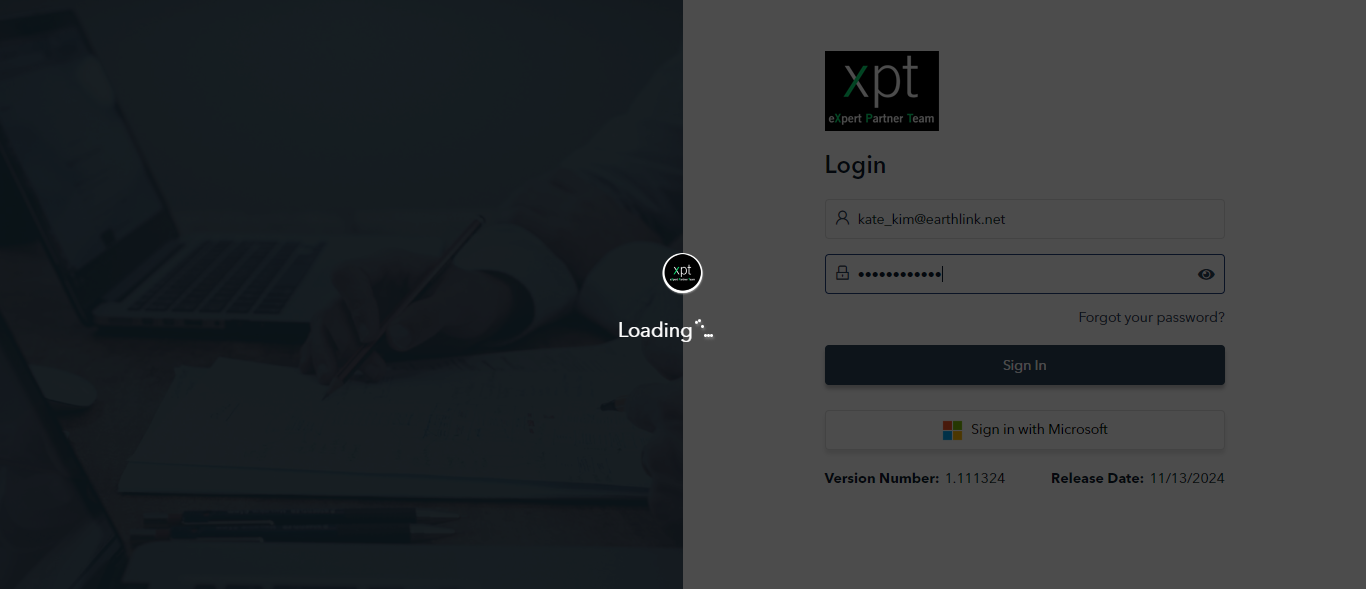 xpt
eXpert Partner Team
Login
kate_kim@earthlink.net
••••••••••••
Forgot your password?
xpt
Loading
Sign In
Sign in with Microsoft
Version Number: 1.111324 Release Date: 11/13/2024